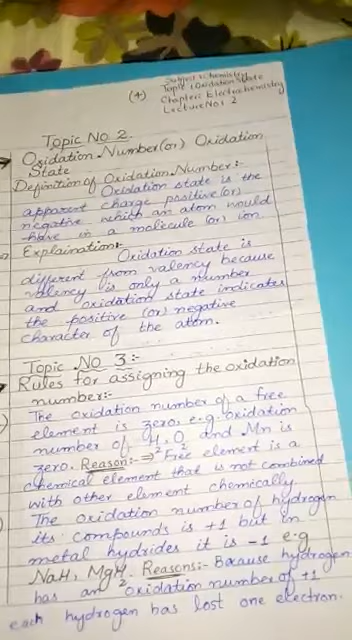 (4)
Subject: Chemistry
Topic: Oxidation State
Chapter: Electrochemistry
Lecture No: 2
Topic No 2.
Oxidation Number (or) Oxidation
State
Definition of Oxidation Number:-
Oxidation state is the
apparent charge positive (or)
negative which an atom would
have in a molecule (or) ion.
Explaination:-
Oxidation state is
different from valency because
valency is only a number
and oxidation state indicates
the positive (or) negative
character of the atom.
Topic No 3:-
Rules for assigning the oxidation
number:-
The oxidation number of a free
element is zero. e.g. oxidation
number of H₂, O₂ and Mn is
zero. Reason:-⇒ Free element is a
chemical element that is not combined
with other element chemically.
The oxidation number of hydrogen
its compounds is +1 but in
metal hydrides it is -1 e.g
NaH, MgH₂. Reasons:- Because hydrogen
has an oxidation number of +1
each hydrogen has lost one electron.